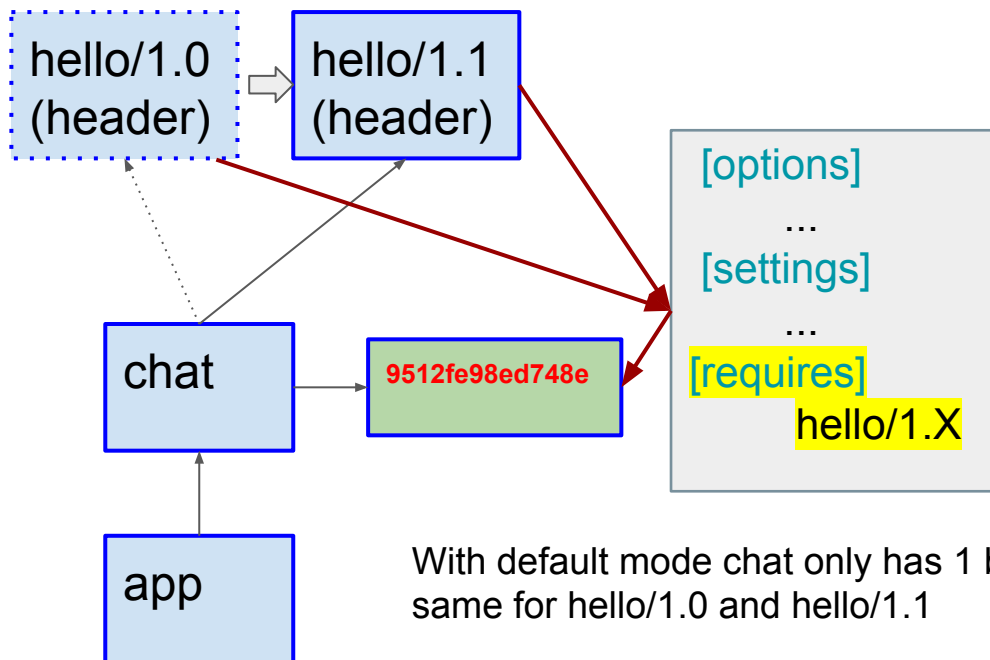 hello/1.0
(header)
hello/1.1
(header)
[options]
...
[settings]
...
[requires]
hello/1.X
chat
9512fe98ed748e
app
With default mode chat only has 1 b
same for hello/1.0 and hello/1.1